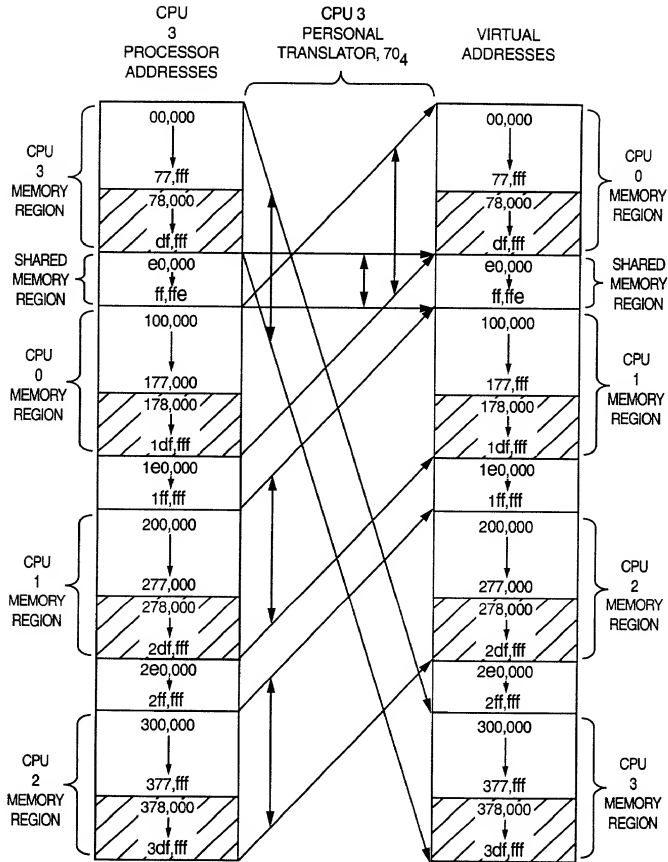 CPU
3
PROCESSOR
ADDRESSES
CPU 3
PERSONAL
TRANSLATOR, 70₄
VIRTUAL
ADDRESSES
CPU
3
MEMORY
REGION
SHARED
MEMORY
REGION
CPU
0
MEMORY
REGION
CPU
1
MEMORY
REGION
CPU
2
MEMORY
REGION
00,000
77,fff
78,000
df,fff
e0,000
ff,ffe
100,000
177,000
178,000
1df,fff
1e0,000
1ff,fff
200,000
277,000
278,000
2df,fff
2e0,000
2ff,fff
300,000
377,fff
378,000
3df,fff
00,000
77,fff
78,000
df,fff
e0,000
ff,ffe
100,000
177,fff
178,000
1df,fff
1e0,000
1ff,fff
200,000
277,000
278,000
2df,fff
2e0,000
2ff,fff
300,000
377,fff
378,000
3df,fff
CPU
0
MEMORY
REGION
SHARED
MEMORY
REGION
CPU
1
MEMORY
REGION
CPU
2
MEMORY
REGION
CPU
3
MEMORY
REGION